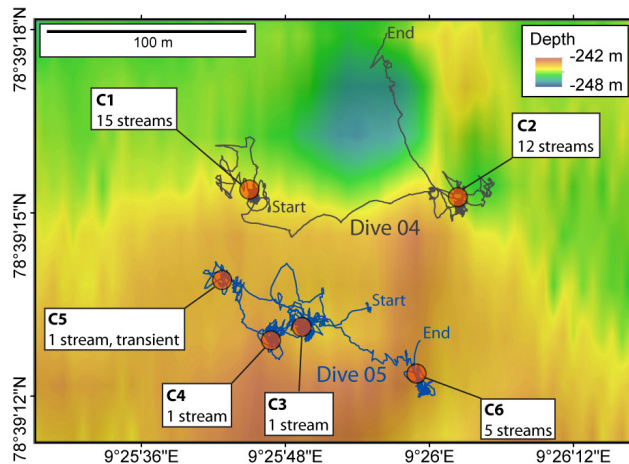 78°39'18"N
100 m
End
Depth
-242 m
-248 m
C1
15 streams
C2
12 streams
Start
78°39'15"N
Dive 04
C5
1 stream, transient
Start
End
C4
1 stream
Dive 05
C3
1 stream
C6
5 streams
78°39'12"N
9°25'36"E
9°25'48"E
9°26'E
9°26'12"E